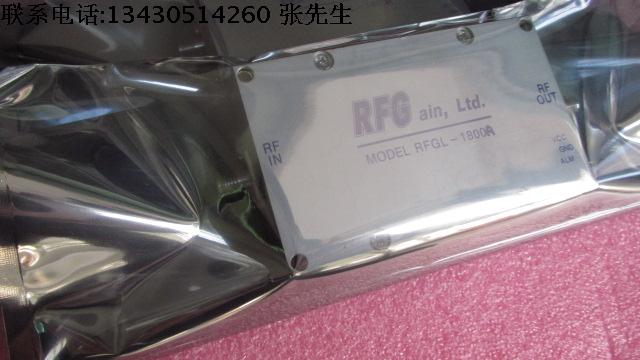 联系电话:13430514260 张先生
RFG ain, Ltd.
MODEL RFGL-1800A
RF IN
RF OUT
VCC
GND
ALM